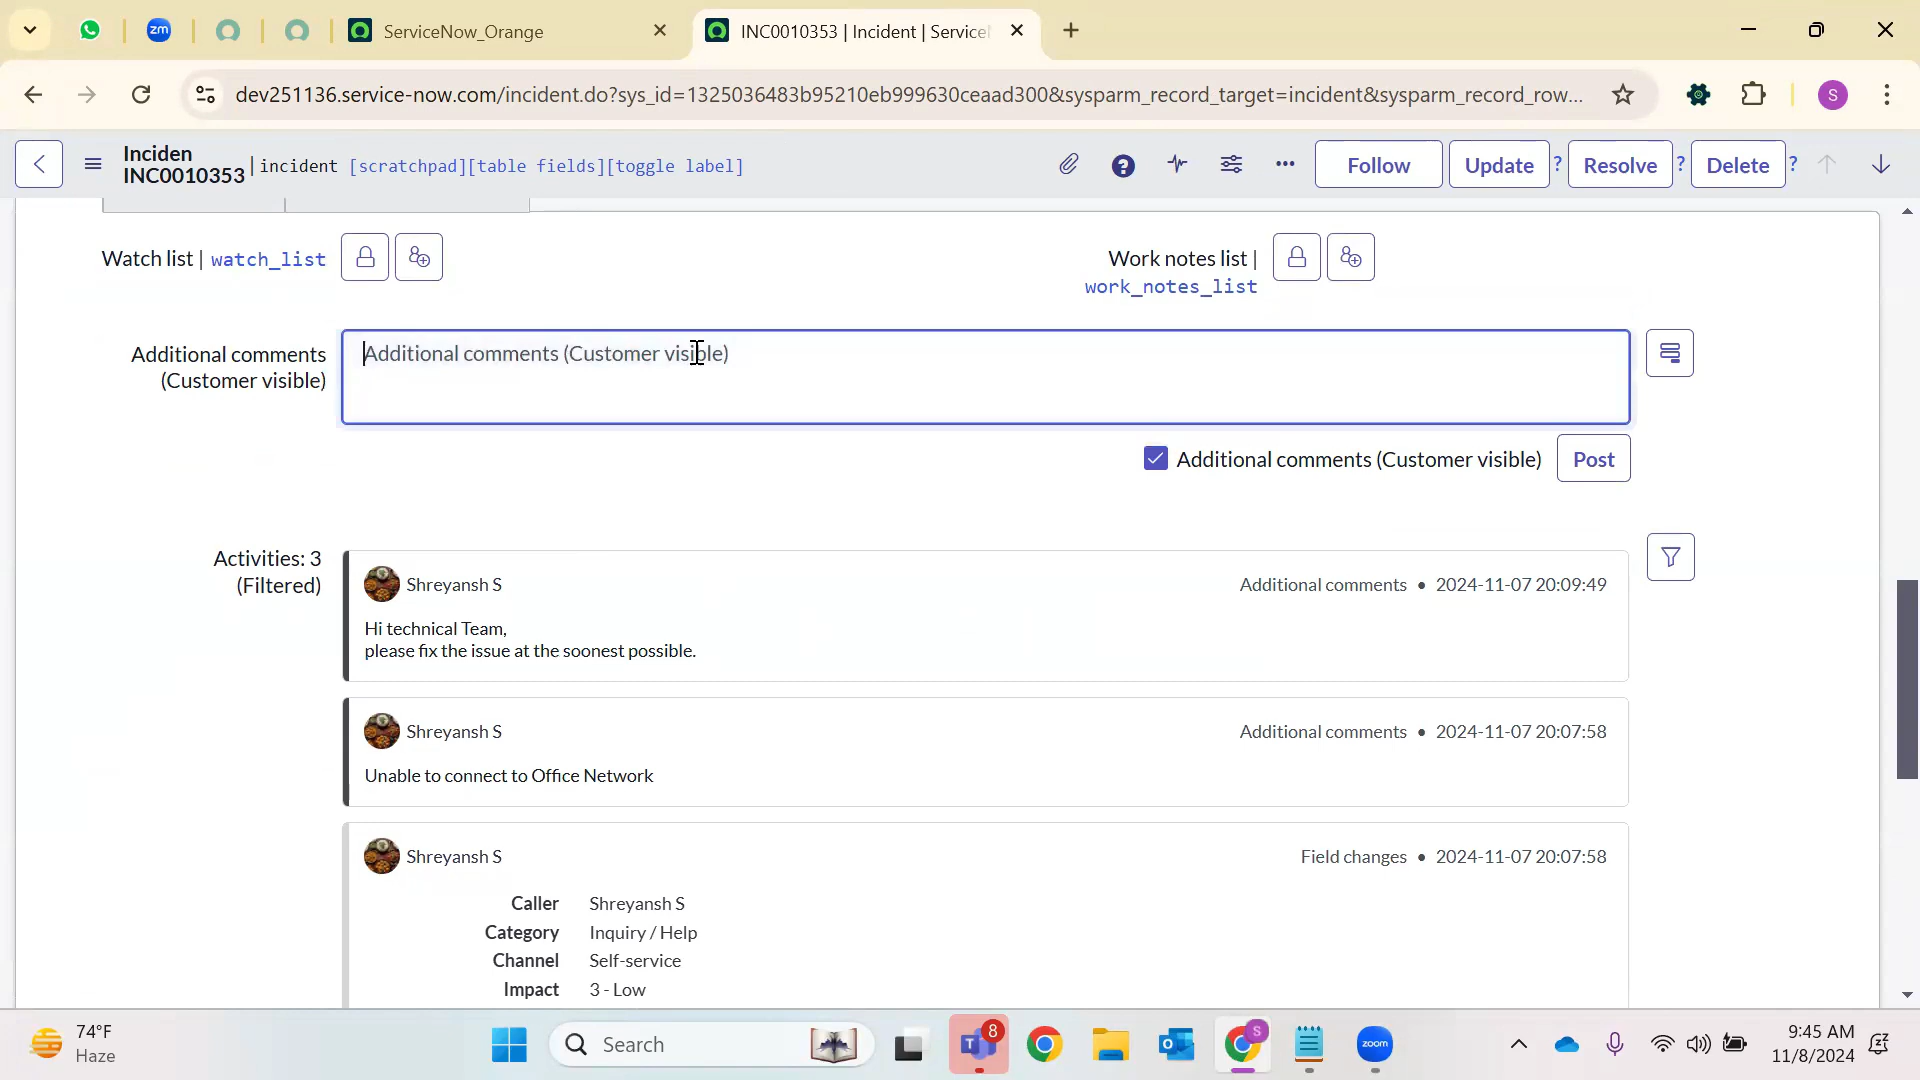 zm
ServiceNow_Orange
INC0010353 | Incident | Service
dev251136.service-now.com/incident.do?sys_id=1325036483b95210eb999630ceaad300&sysparm_record_target=incident&sysparm_record_row...
S
Inciden
INC0010353 | incident [scratchpad][table fields][toggle label]
Follow
Update ?
Resolve ?
Delete ?
Watch list | watch_list
Work notes list |
work_notes_list
Additional comments
(Customer visible)
Additional comments (Customer visible)
Additional comments (Customer visible)
Post
Activities: 3
(Filtered)
Shreyansh S
Additional comments • 2024-11-07 20:09:49
Hi technical Team,
please fix the issue at the soonest possible.
Shreyansh S
Additional comments • 2024-11-07 20:07:58
Unable to connect to Office Network
Shreyansh S
Field changes • 2024-11-07 20:07:58
Caller Shreyansh S
Category Inquiry / Help
Channel Self-service
Impact 3 - Low
74°F
Haze
Search
8
S
zoom
9:45 AM
11/8/2024